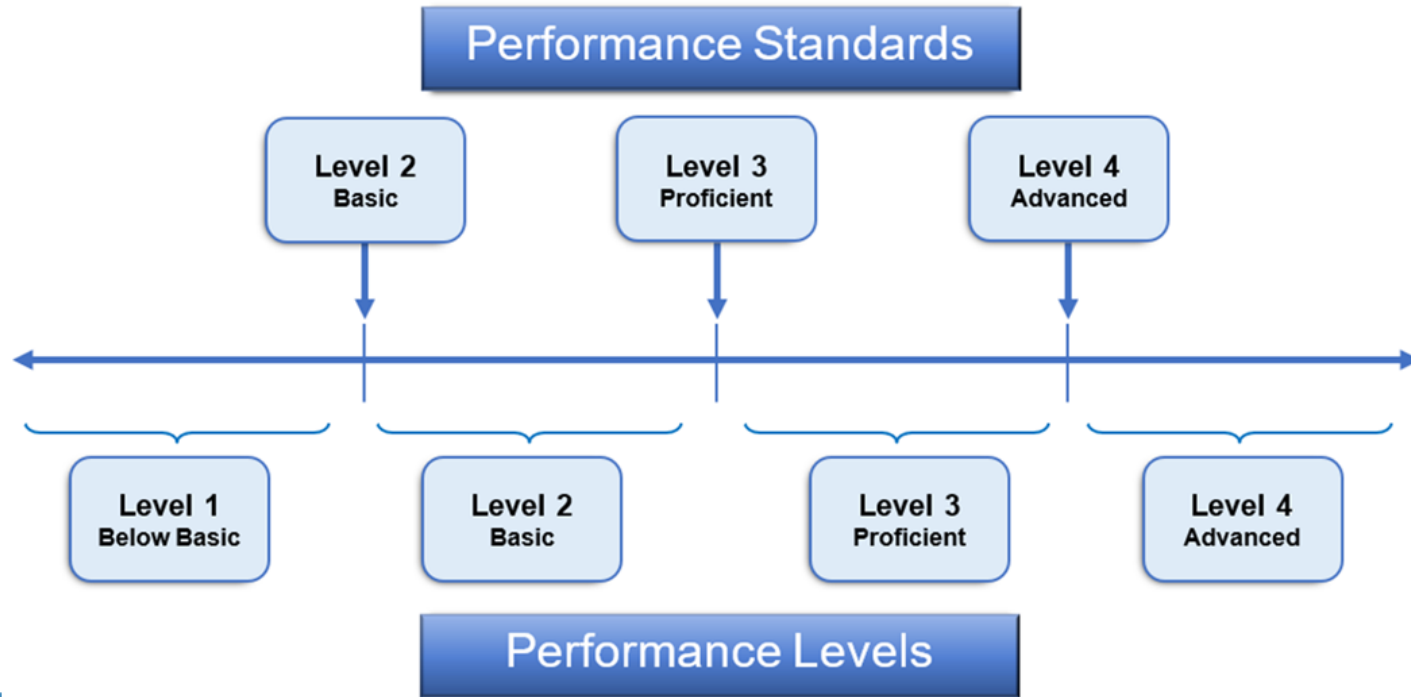 Performance Standards
Level 2
Basic
Level 3
Proficient
Level 4
Advanced
Level 1
Below Basic
Level 2
Basic
Level 3
Proficient
Level 4
Advanced
Performance Levels